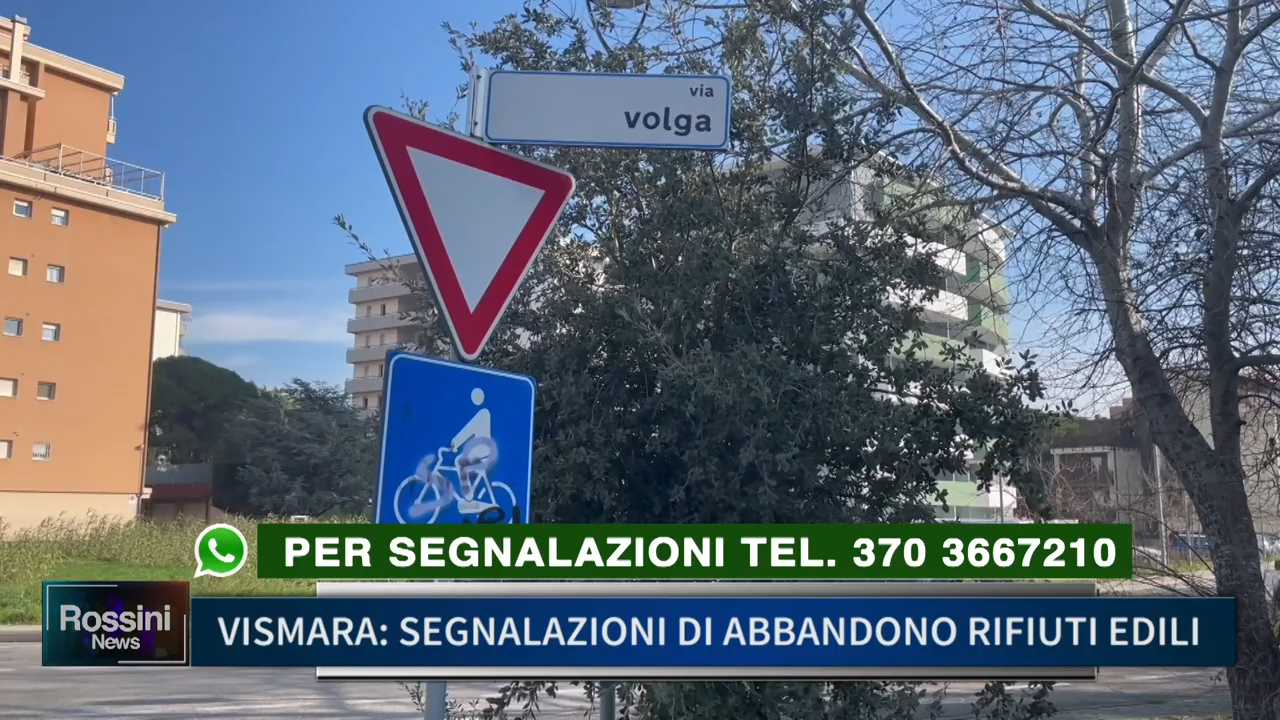 via
volga
PER SEGNALAZIONI TEL. 370 3667210
Rossini
News
VISMARA: SEGNALAZIONI DI ABBANDONO RIFIUTI EDILI